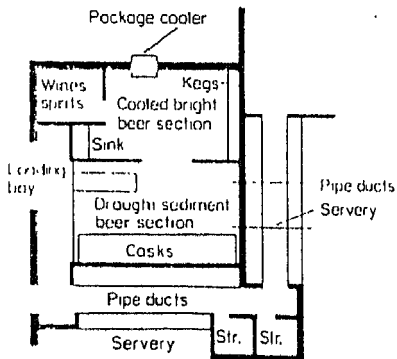 Package cooler
Wines
spirits
Kegs
Cooled bright
beer section
Sink
Loading
bay
Pipe ducts
Servery
Draught sediment
beer section
Casks
Pipe ducts
Servery
Str.
Str.